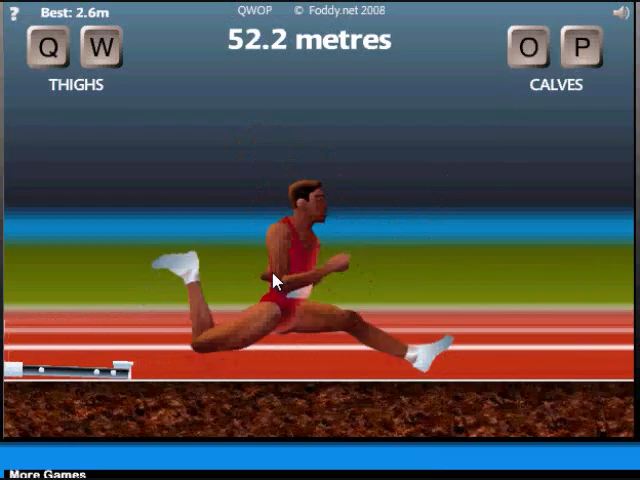 ? Best: 2.6m QWOP © Foddy.net 2008
52.2 metres
Q W O P
THIGHS CALVES
More Games